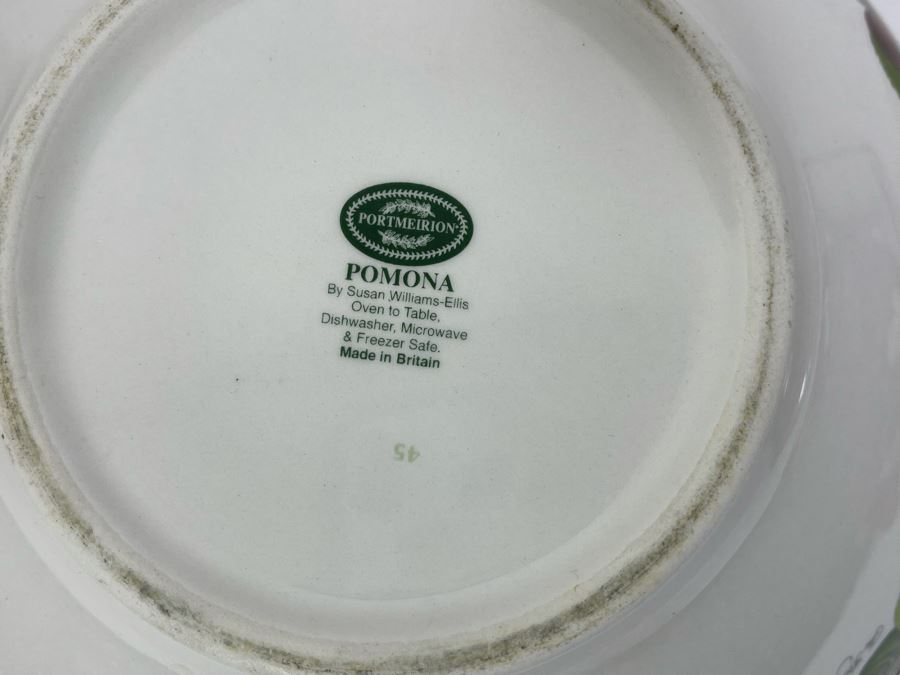 PORTMEIRION®
POMONA
By Susan Williams-Ellis
Oven to Table,
Dishwasher, Microwave
& Freezer Safe.
Made in Britain
45